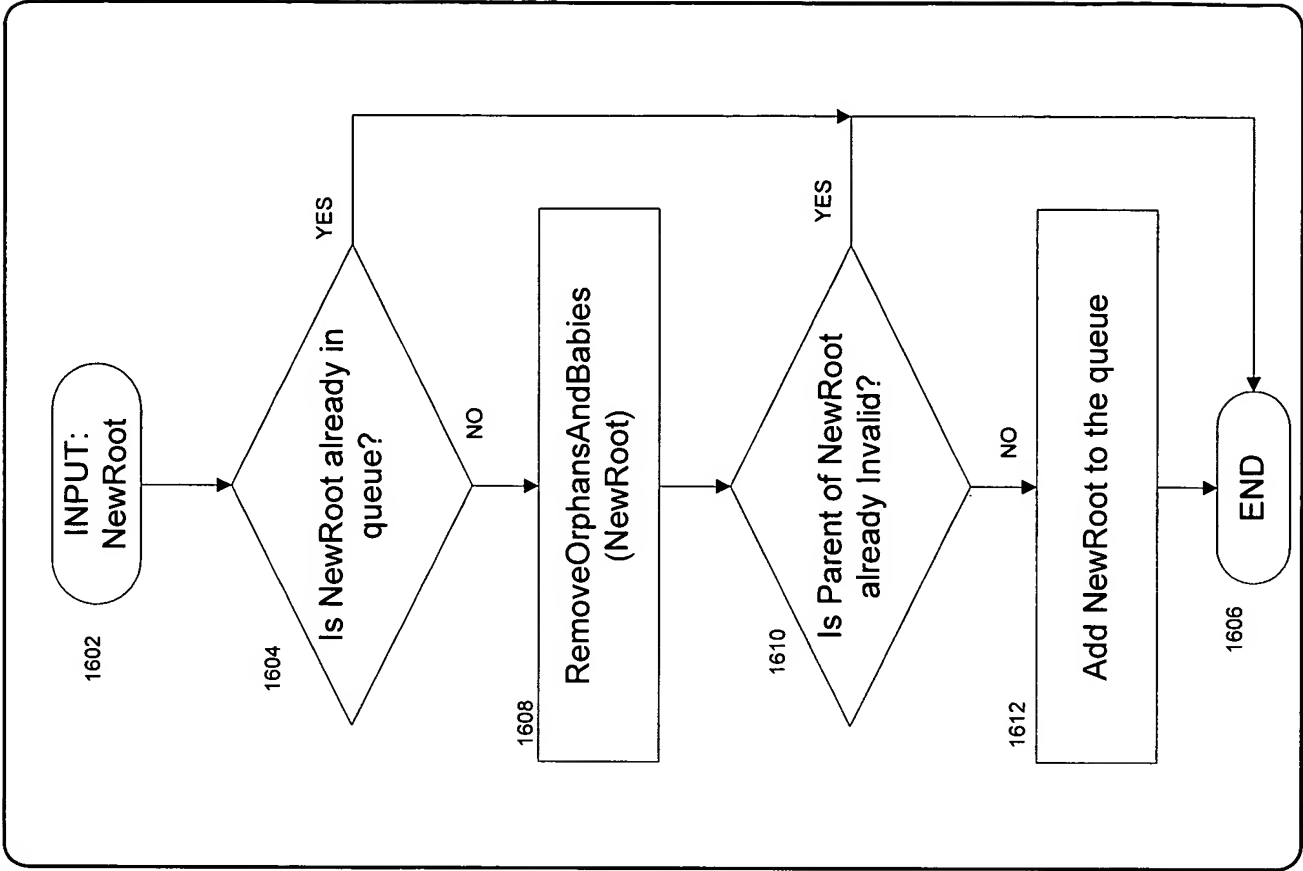 INPUT:
NewRoot
1602
Is NewRoot already in
queue?
1604
YES
NO
RemoveOrphansAndBabies
(NewRoot)
1608
Is Parent of NewRoot
already Invalid?
1610
YES
NO
Add NewRoot to the queue
1612
END
1606